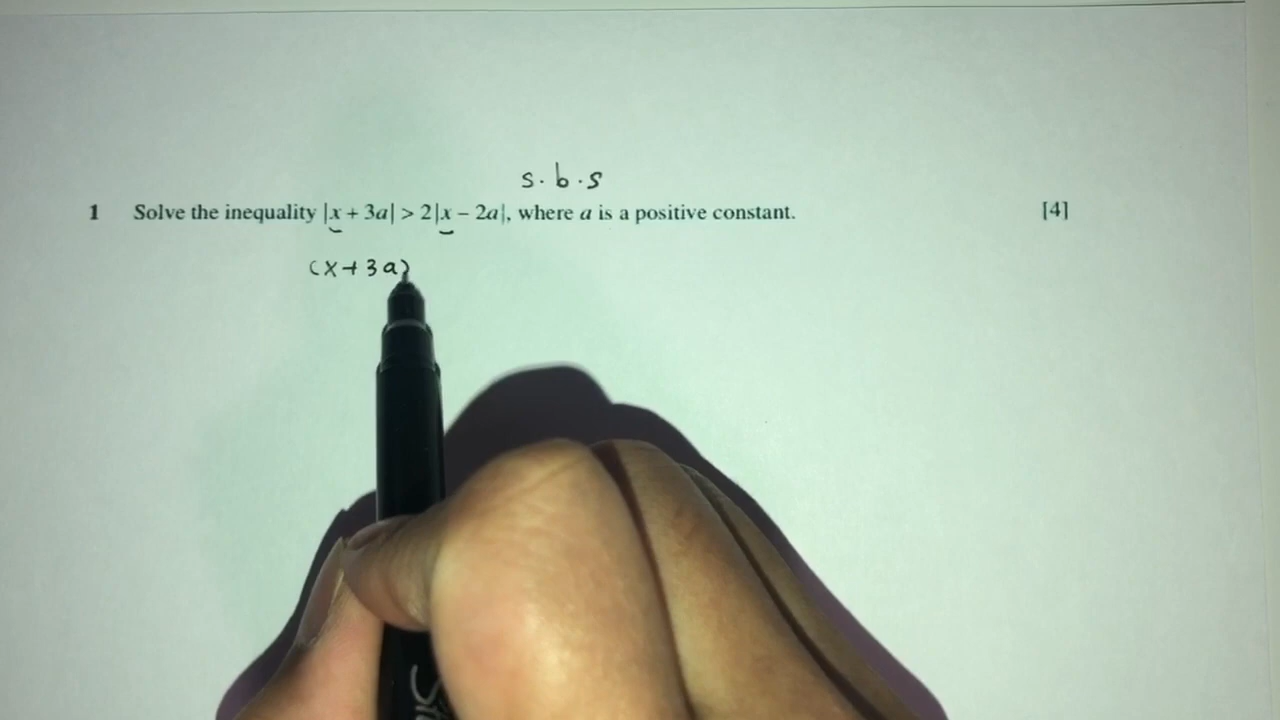 s.b.s
1 Solve the inequality |x + 3a| > 2|x − 2a|, where a is a positive constant. [4]
(x+3a)